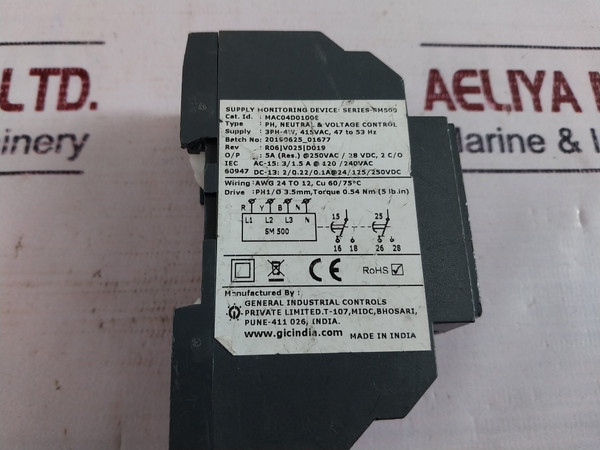 LTD.
AELIYA M
hinery
Marine & I
SUPPLY MONITORING DEVICE: SERIES-SM500
Cat. Id. : MAC04D0100E
Type : PH, NEUTRAL & VOLTAGE CONTROL
Supply : 3PH-4W, 415VAC, 47 to 53 Hz
Batch No : 20190625_01677
Rev : R06|V025|D019
O/P : 5A (Res.) @250VAC / 28 VDC, 2 C/O
IEC AC-15: 3/1.5 A @ 120 /240VAC
60947 DC-13: 2/0.22/0.1A@24/125/250VDC
Wiring : AWG 24 TO 12, Cu 60/75°C
Drive : PH1/Ø 3.5mm,Torque 0.54 Nm (5 lb.in)
R Y B N
L1 L2 L3 N
SM 500
15 25
16 18 26 28
CE RoHS
Manufactured By :
GENERAL INDUSTRIAL CONTROLS
PRIVATE LIMITED.T-107,MIDC,BHOSARI,
PUNE-411 026, INDIA.
www.gicindia.com MADE IN INDIA